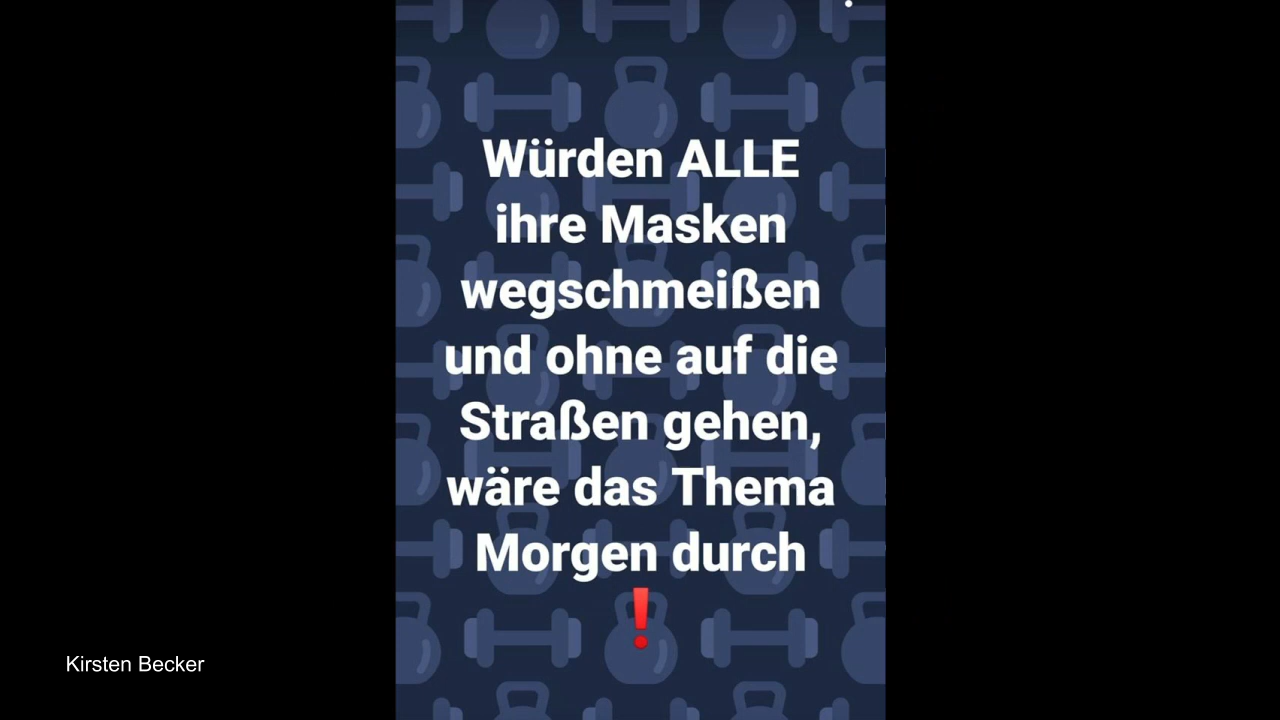 Würden ALLE
ihre Masken
wegschmeißen
und ohne auf die
Straßen gehen,
wäre das Thema
Morgen durch
❗
Kirsten Becker